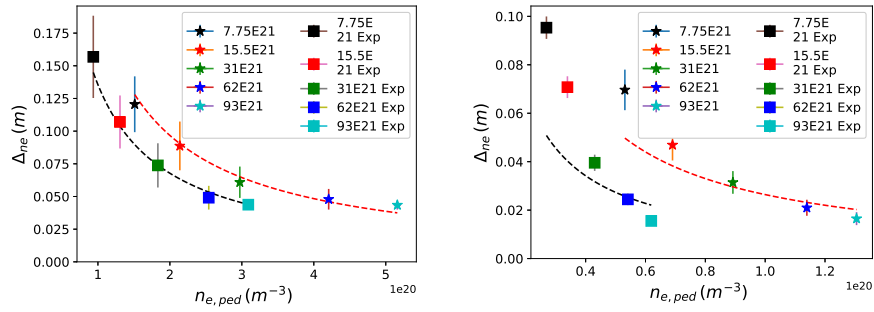 0.175
0.150
0.125
0.100
0.075
0.050
0.025
0.000
Δne (m)
7.75E21
15.5E21
31E21
62E21
93E21
7.75E
21 Exp
15.5E
21 Exp
31E21 Exp
62E21 Exp
93E21 Exp
1 2 3 4 5
1e20
ne, ped (m−3)
0.10
0.08
0.06
0.04
0.02
0.00
Δne (m)
7.75E21
15.5E21
31E21
62E21
93E21
7.75E
21 Exp
15.5E
21 Exp
31E21 Exp
62E21 Exp
93E21 Exp
0.4 0.6 0.8 1.0 1.2
1e20
ne, ped (m−3)